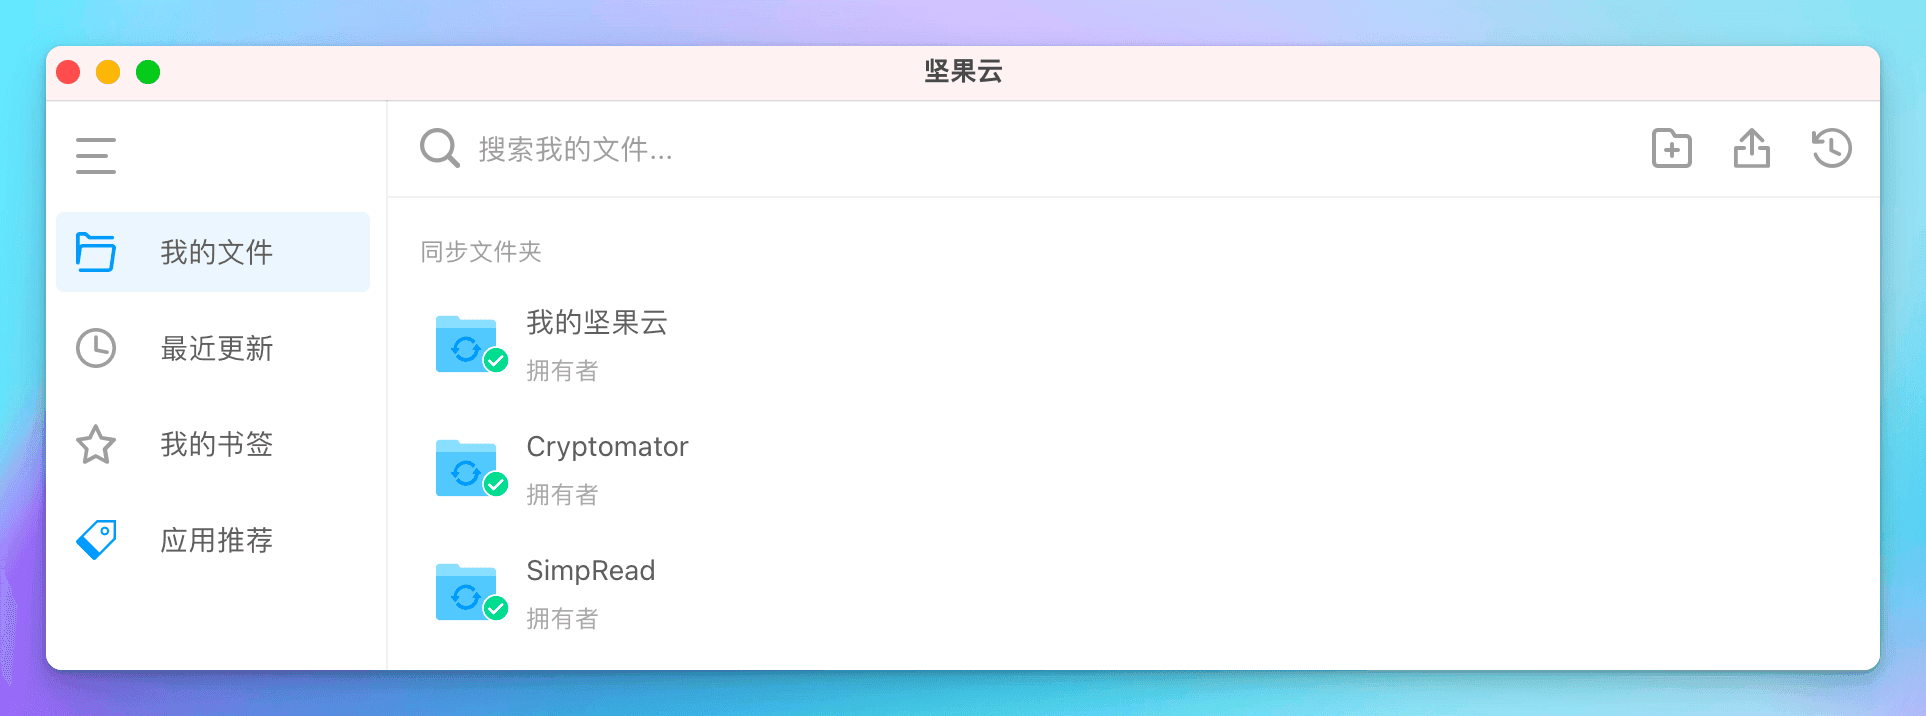 坚果云
搜索我的文件...
我的文件
最近更新
我的书签
应用推荐
同步文件夹
我的坚果云
拥有者
Cryptomator
拥有者
SimpRead
拥有者